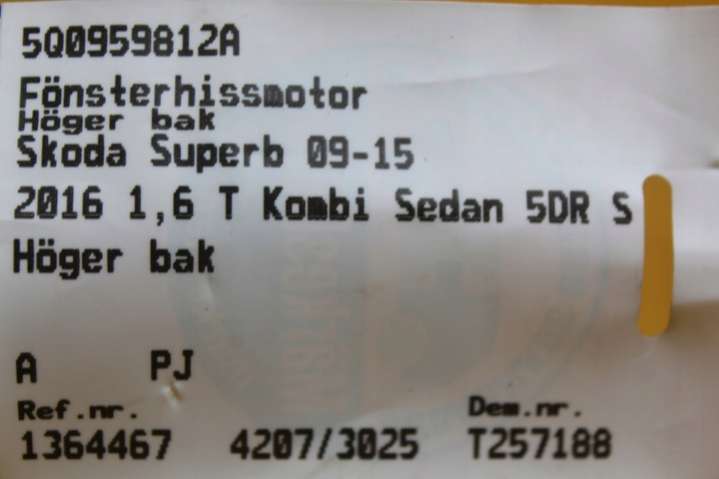 5Q0959812A
Fönsterhissmotor
Höger bak
Skoda Superb 09-15
2016 1,6 T Kombi Sedan 5DR S
Höger bak
A PJ
Ref.nr. Dem.nr.
1364467 4207/3025 T257188